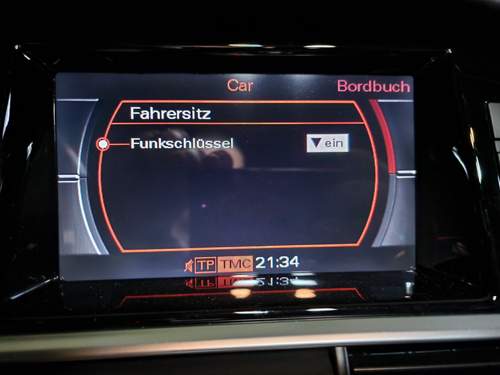 Car
Bordbuch
Fahrersitz
Funkschlüssel
ein
TP TMC 21:34